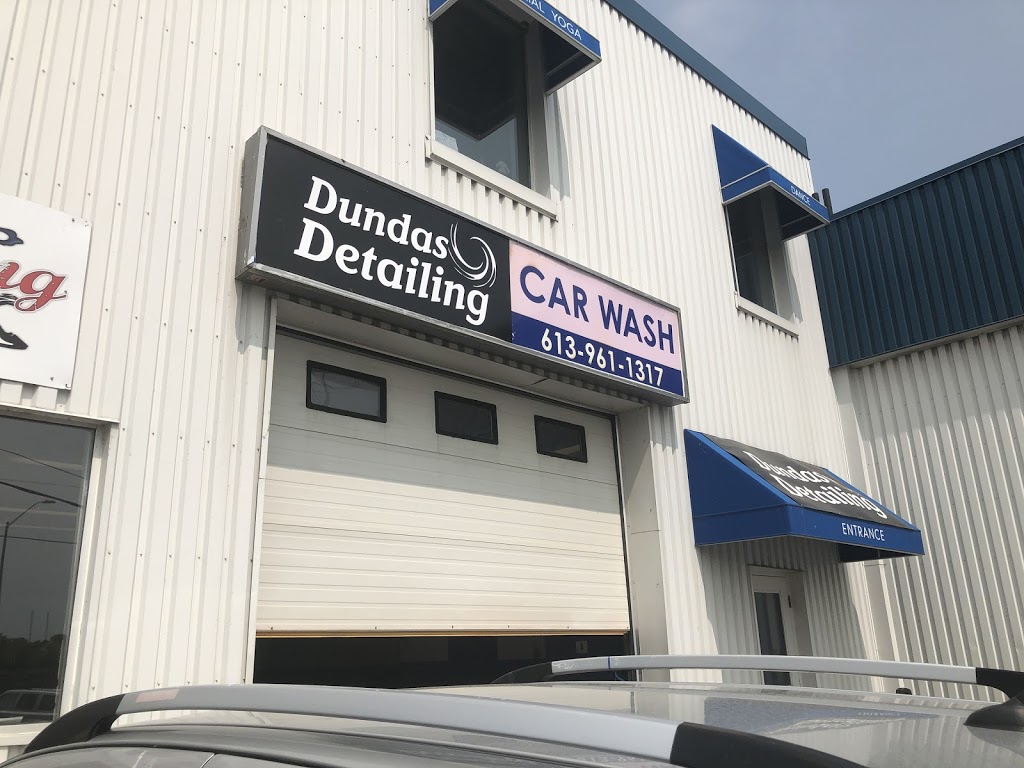 YOGA
DANCE
Dundas
Detailing
CAR WASH
613-961-1317
Dundas
Detailing
ENTRANCE